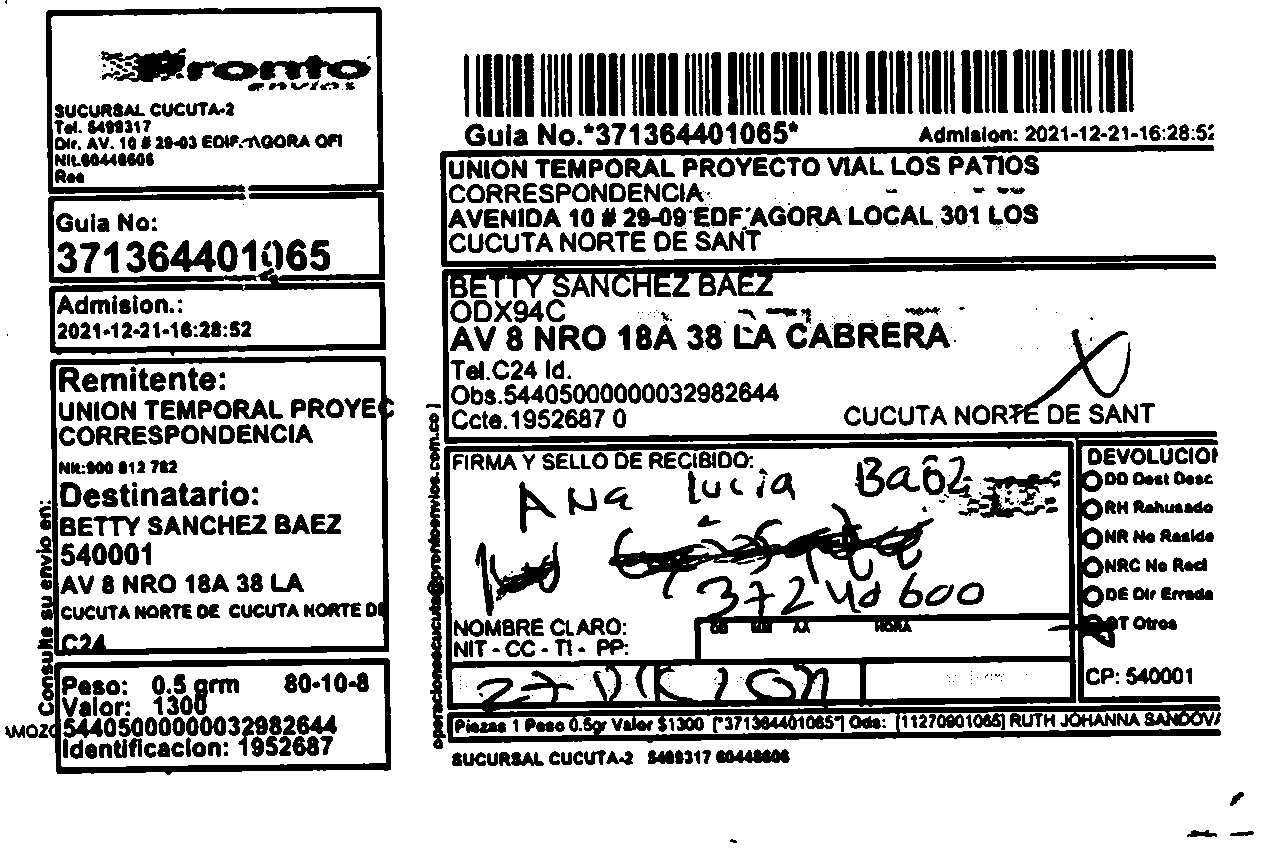 Pronto
envios
SUCURSAL CUCUTA-2
Tel. 5499317
Dir. AV. 10 # 29-03 EDIF. AGORA OFI
Nit.60448606
Guia No:
371364401065
Admision.:
2021-12-21-16:28:52
Remitente:
UNION TEMPORAL PROYEC
CORRESPONDENCIA
Nit:900 812 782
Destinatario:
BETTY SANCHEZ BAEZ
540001
AV 8 NRO 18A 38 LA
CUCUTA NORTE DE CUCUTA NORTE DE
C24
Consulte su envio en:
Peso: 0.5 grm 80-10-8
Valor: 1300
54405000000032982644
Identificacion: 1952687
AMOZO
Guia No.*371364401065*
Admision: 2021-12-21-16:28:52
UNION TEMPORAL PROYECTO VIAL LOS PATIOS
CORRESPONDENCIA
AVENIDA 10 # 29-09 EDF AGORA LOCAL 301 LOS
CUCUTA NORTE DE SANT
BETTY SANCHEZ BAEZ
ODX94C
AV 8 NRO 18A 38 LA CABRERA
Tel.C24 Id.
Obs.54405000000032982644
Ccte.1952687 0
CUCUTA NORTE DE SANT
operacionescucuta@prontoenvios.com.co
FIRMA Y SELLO DE RECIBIDO:
Ana lucia Baez
NOMBRE CLARO:
NIT - CC - TI - PP:
AA HORA
DEVOLUCION
DD Dest Desc
RH Rehusado
NR No Reside
NRC No Recl
DE Dir Errada
OT Otros
CP: 540001
Piezas 1 Peso 0.5gr Valor $1300 ["371364401065"] Ods: [11270901065] RUTH JOHANNA SANDOVA
SUCURSAL CUCUTA-2 5499317 60448606